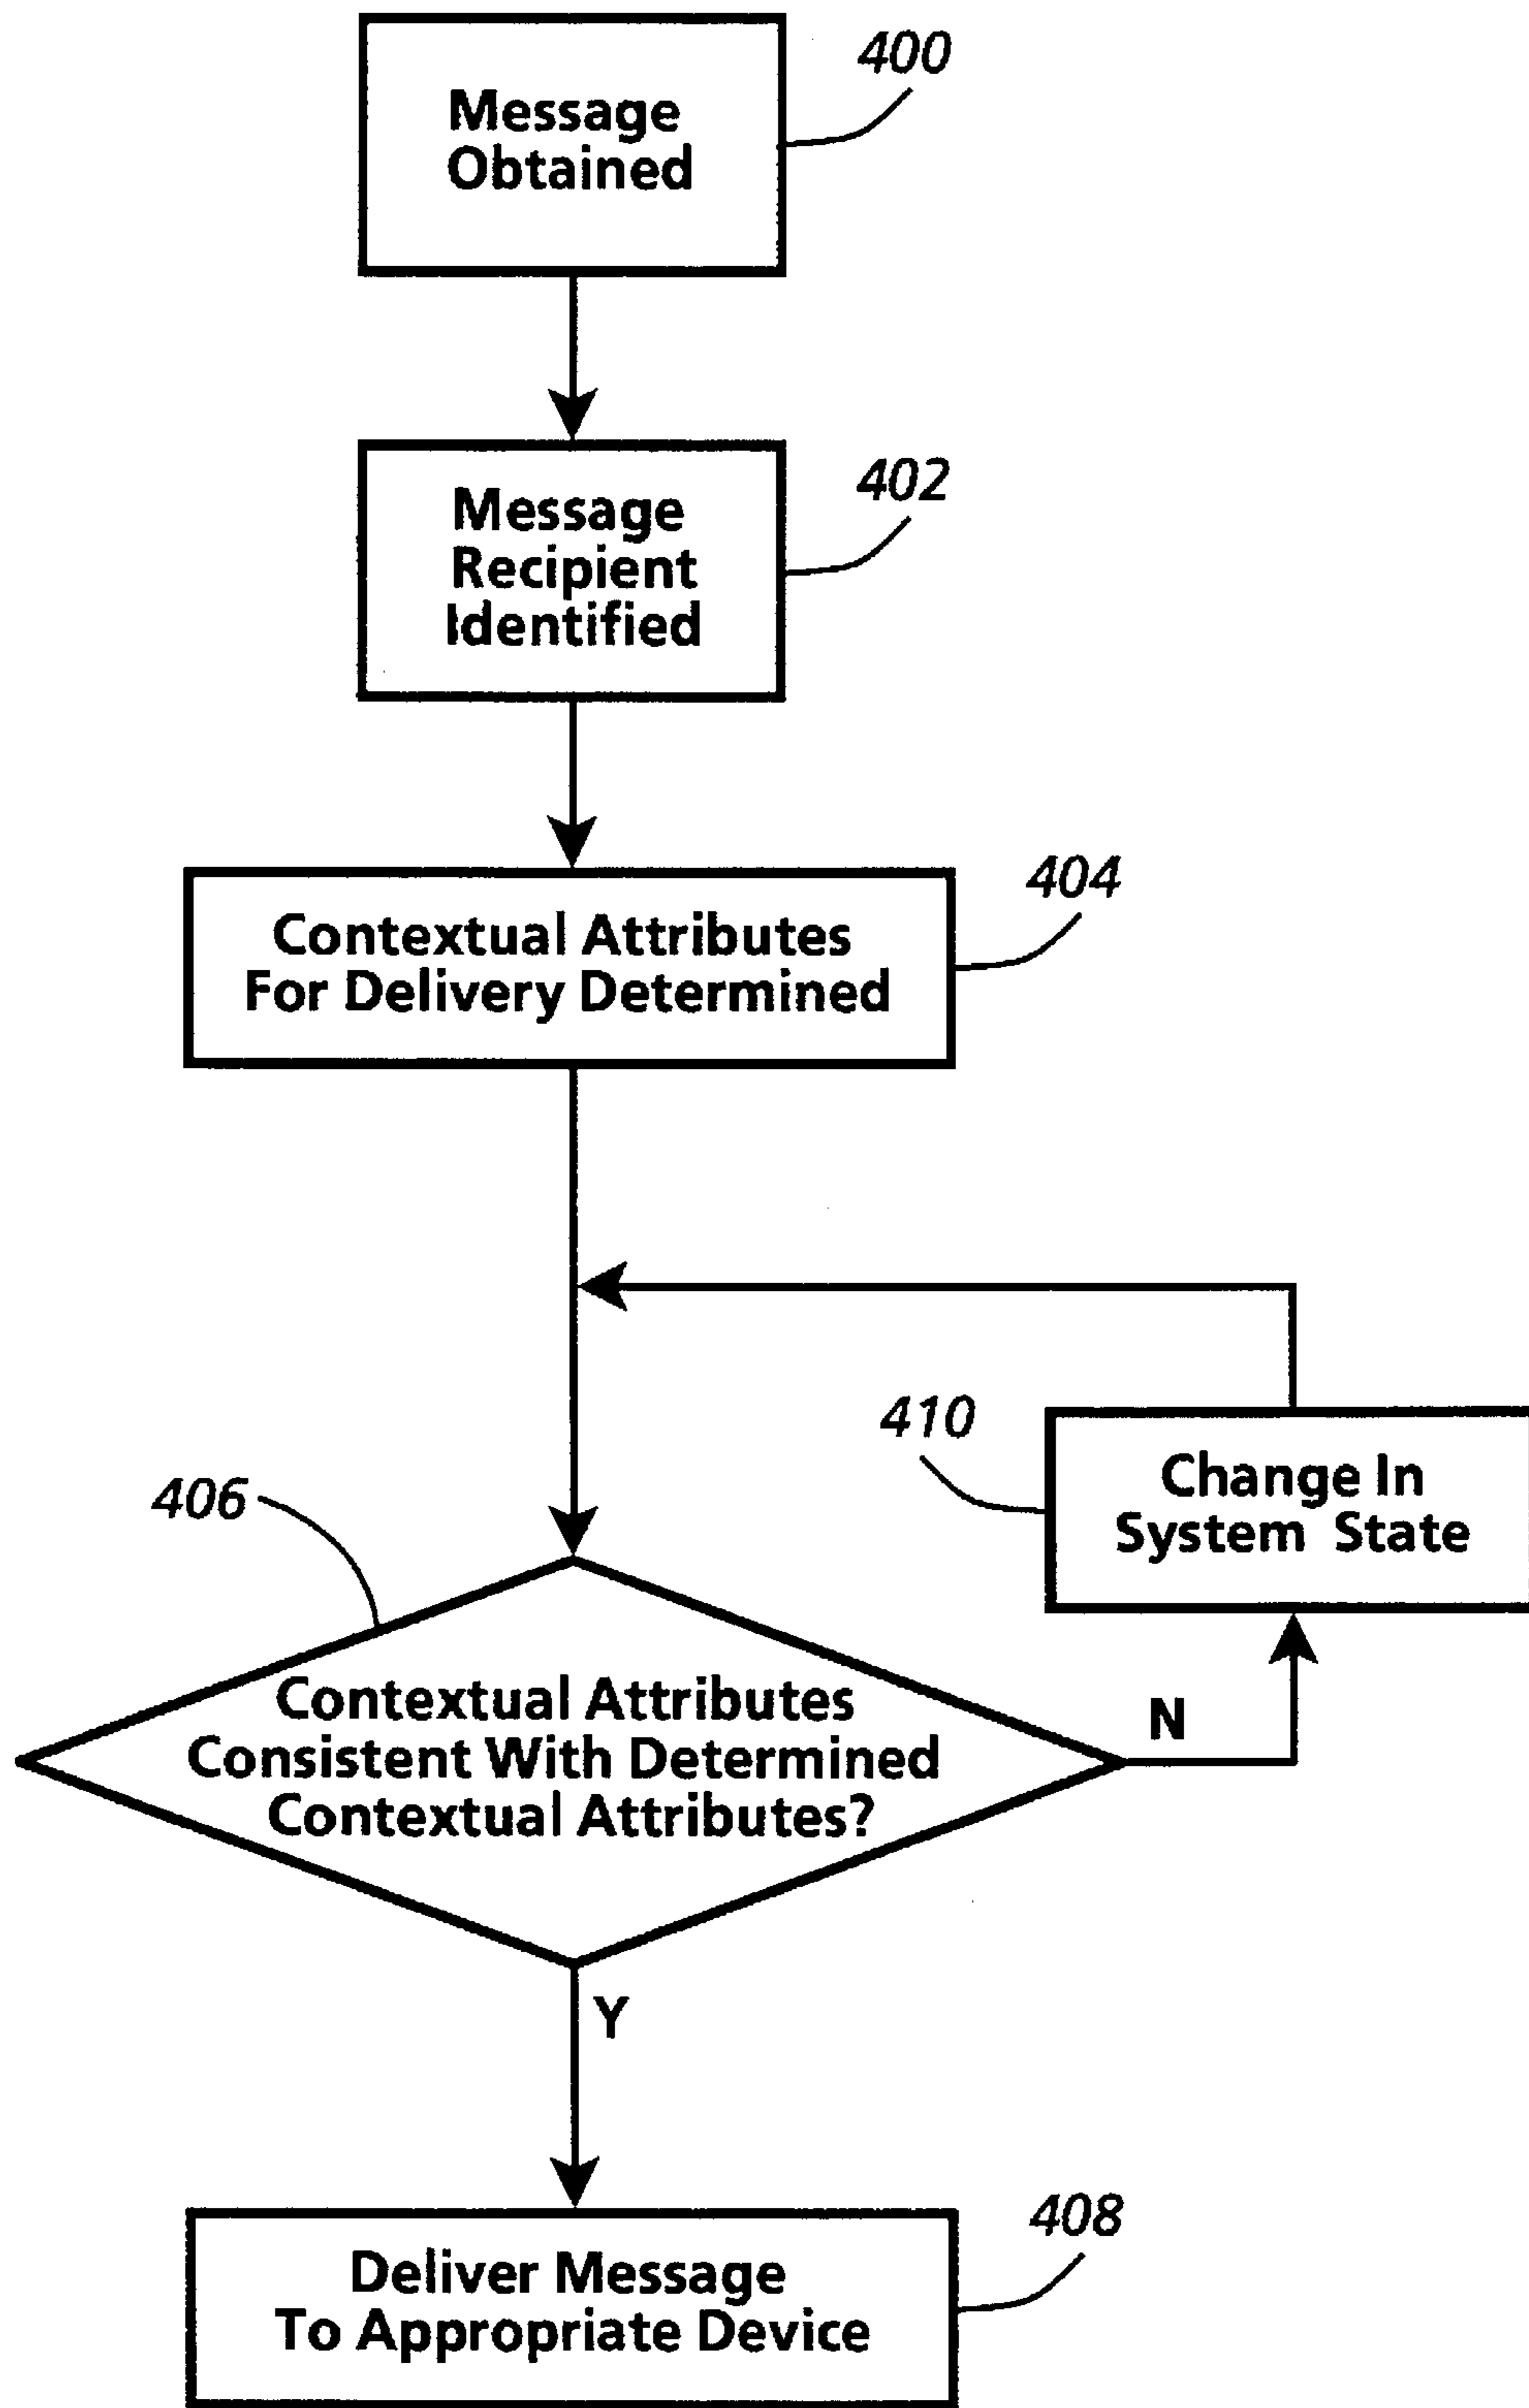 400
Message
Obtained
402
Message
Recipient
Identified
404
Contextual Attributes
For Delivery Determined
410
Change In
System State
406
Contextual Attributes
Consistent With Determined
Contextual Attributes?
N
Y
408
Deliver Message
To Appropriate Device